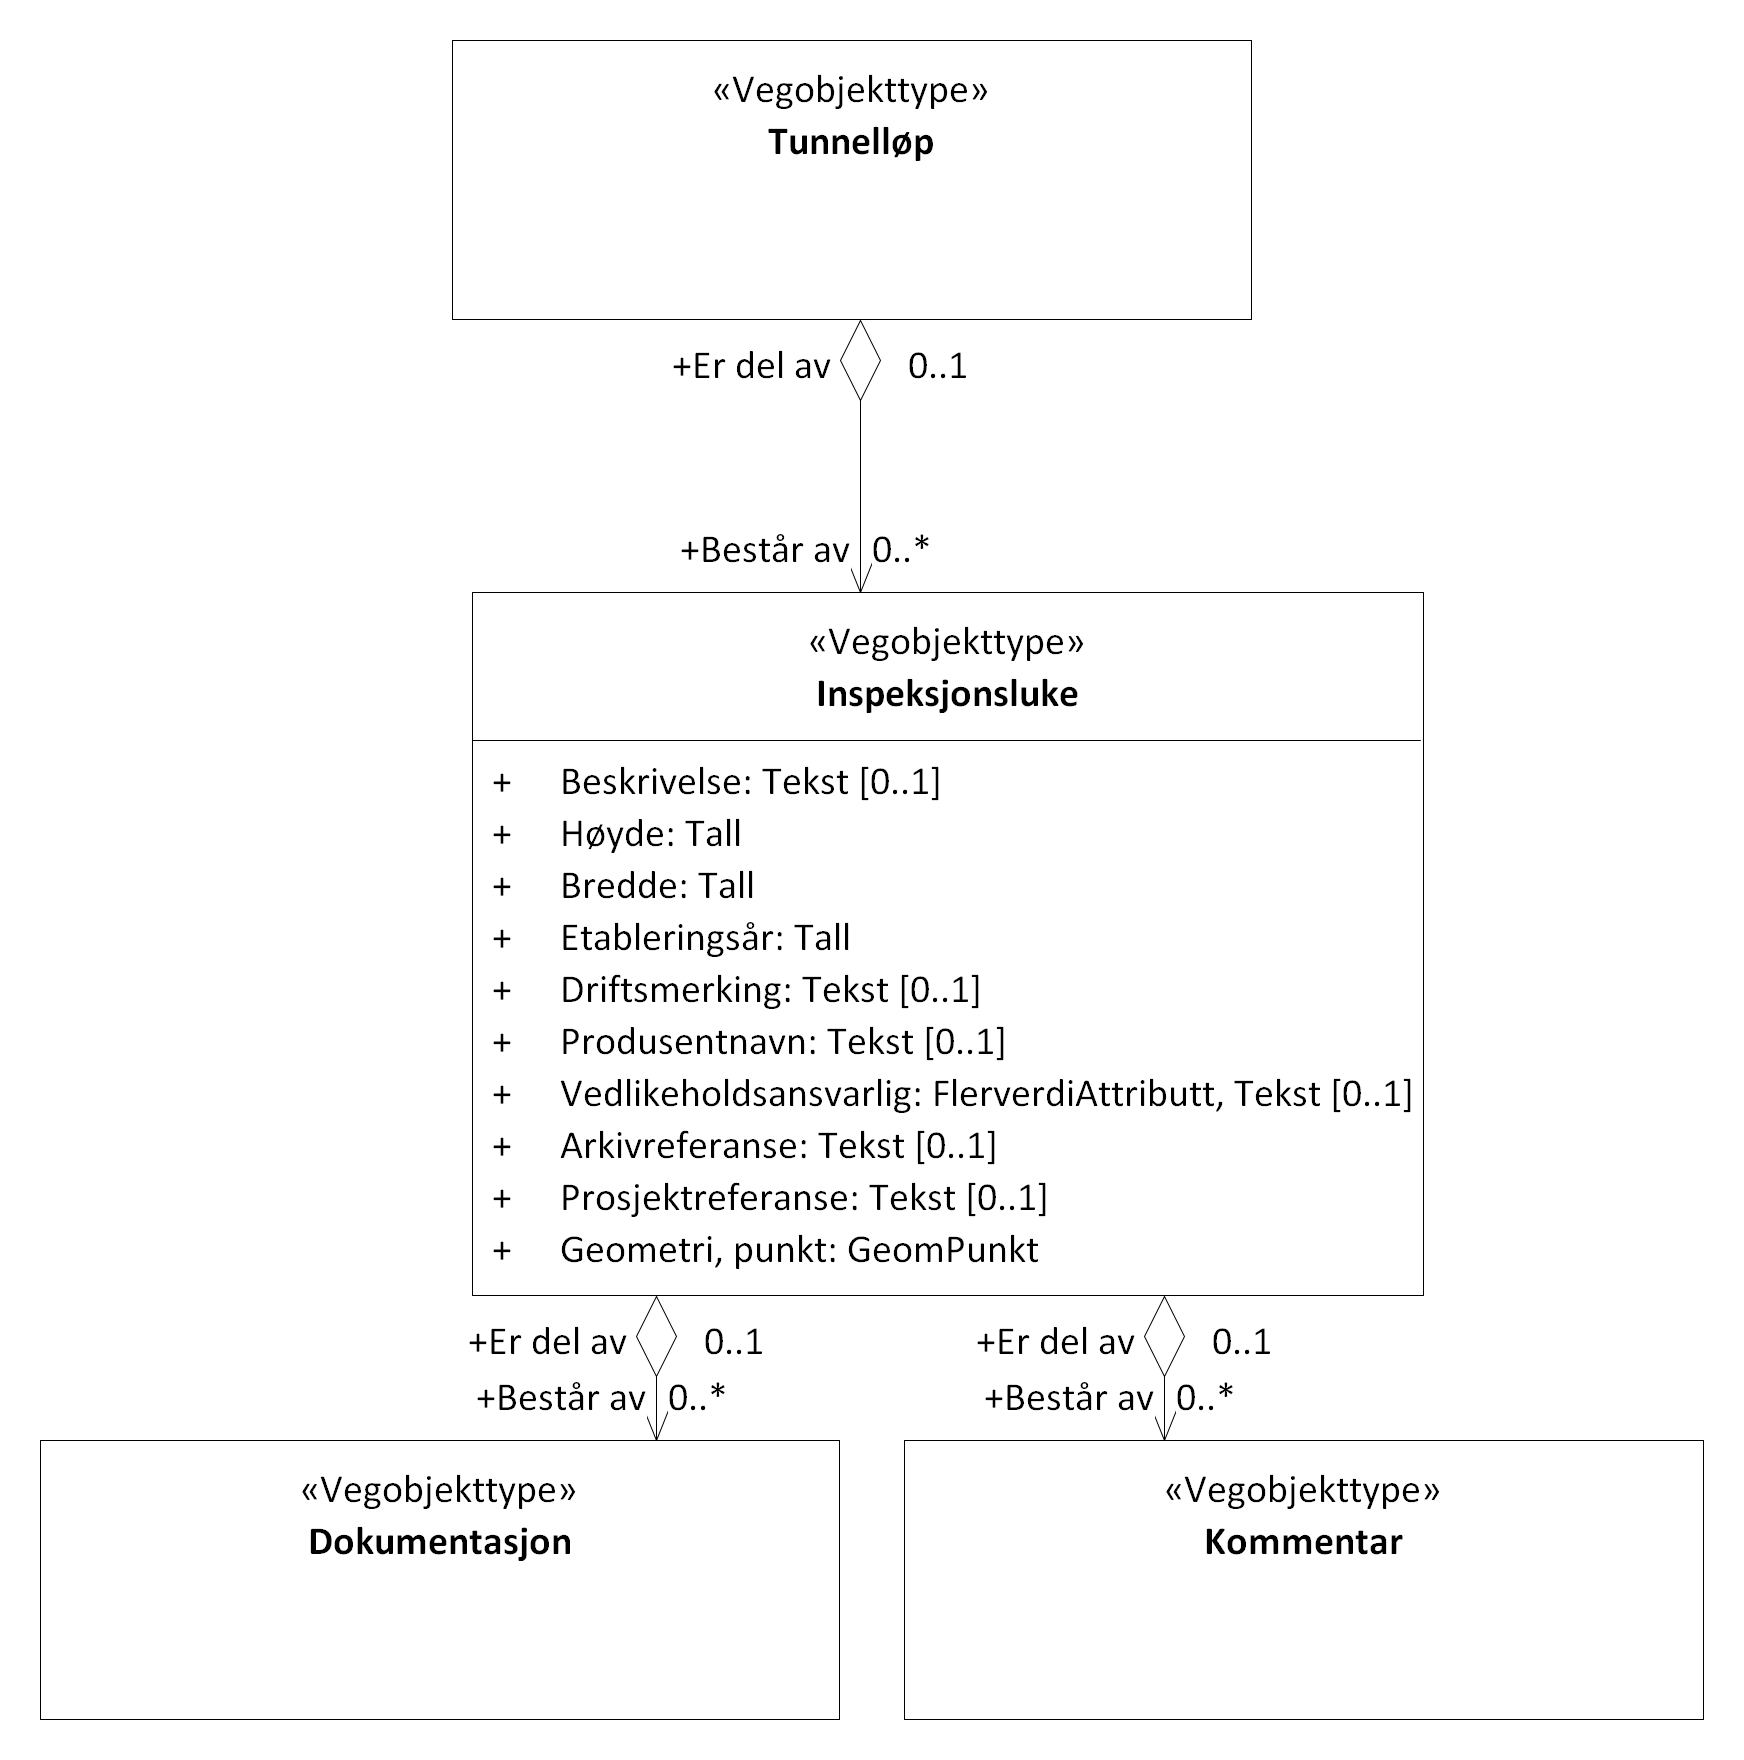 «Vegobjekttype»
Tunnelløp
+Er del av 0..1
+Består av 0..*
«Vegobjekttype»
Inspeksjonsluke
+ Beskrivelse: Tekst [0..1]
+ Høyde: Tall
+ Bredde: Tall
+ Etableringsår: Tall
+ Driftsmerking: Tekst [0..1]
+ Produsentnavn: Tekst [0..1]
+ Vedlikeholdsansvarlig: FlerverdiAttributt, Tekst [0..1]
+ Arkivreferanse: Tekst [0..1]
+ Prosjektreferanse: Tekst [0..1]
+ Geometri, punkt: GeomPunkt
+Er del av 0..1
+Består av 0..*
+Er del av 0..1
+Består av 0..*
«Vegobjekttype»
Dokumentasjon
«Vegobjekttype»
Kommentar